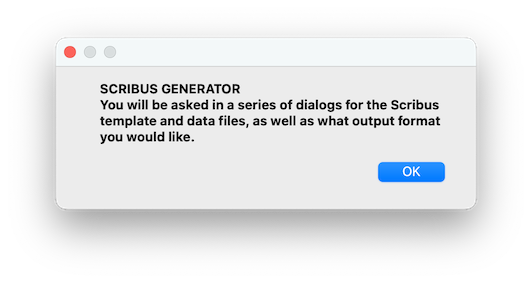 SCRIBUS GENERATOR
You will be asked in a series of dialogs for the Scribus
template and data files, as well as what output format
you would like.
OK